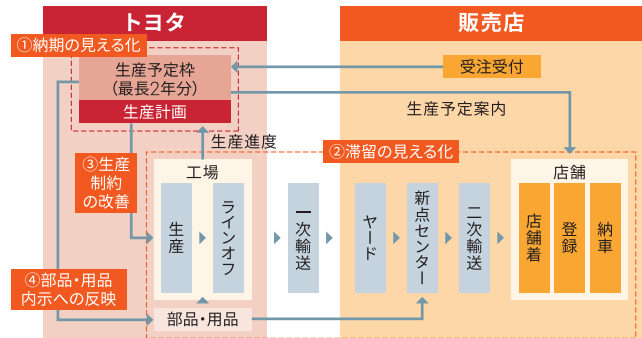 トヨタ
販売店
①納期の見える化
生産予定枠
(最長2年分)
生産計画
受注受付
生産予定案内
生産進度
②滞留の見える化
③生産
制約
の改善
工場
生産
ラインオフ
一次輸送
ヤード
新点センター
二次輸送
店舗
店舗着
登録
納車
④部品・用品
内示への反映
部品・用品